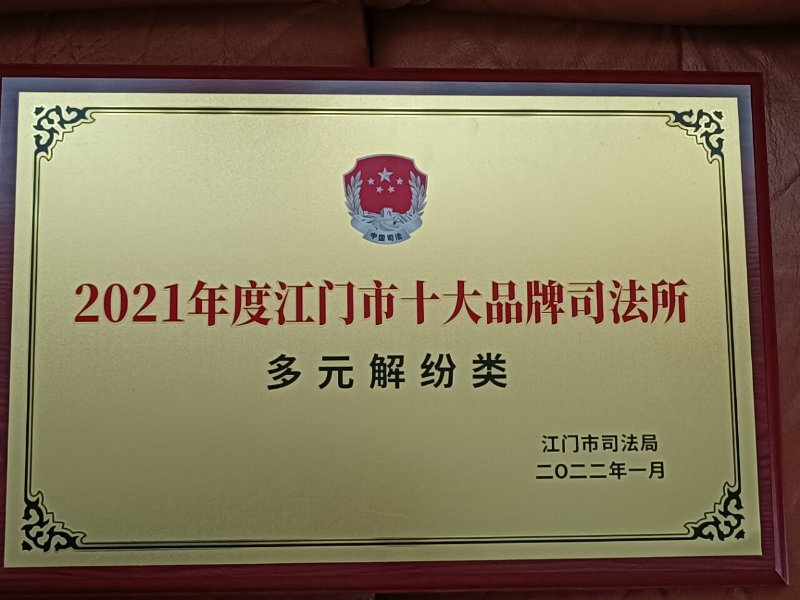 中国司法
2021年度江门市十大品牌司法所
多元解纷类
江门市司法局
二〇二二年一月